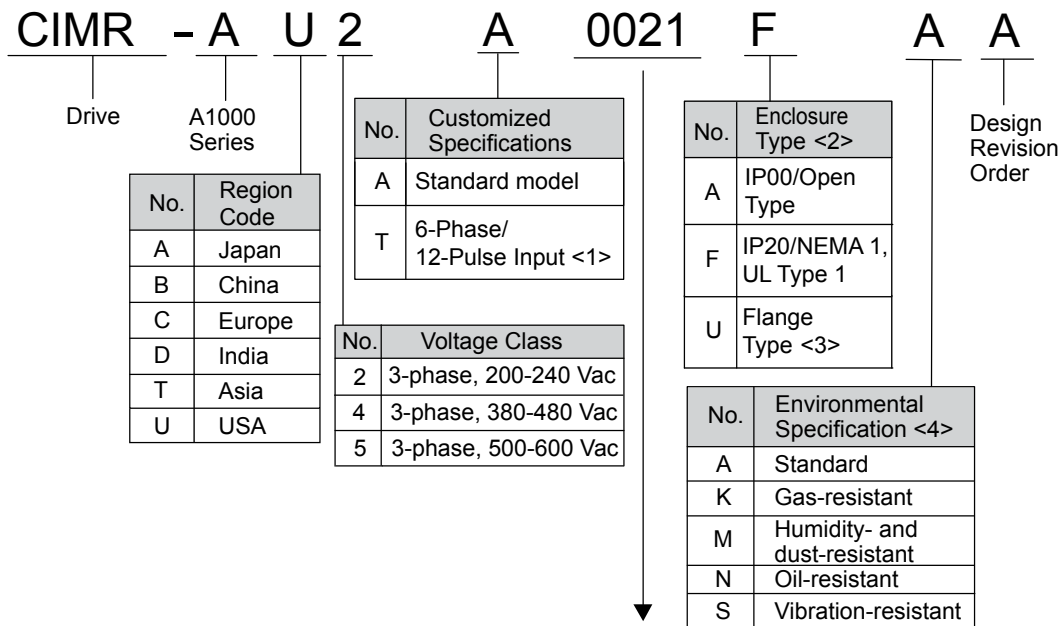 CIMR - A U 2 A 0021 F A A
Drive
A1000
Series
No. Region
Code
A Japan
B China
C Europe
D India
T Asia
U USA
No. Customized
Specifications
A Standard model
T 6-Phase/
12-Pulse Input <1>
No. Voltage Class
2 3-phase, 200-240 Vac
4 3-phase, 380-480 Vac
5 3-phase, 500-600 Vac
No. Enclosure
Type <2>
A IP00/Open
Type
F IP20/NEMA 1,
UL Type 1
U Flange
Type <3>
No. Environmental
Specification <4>
A Standard
K Gas-resistant
M Humidity- and
dust-resistant
N Oil-resistant
S Vibration-resistant
Design
Revision
Order